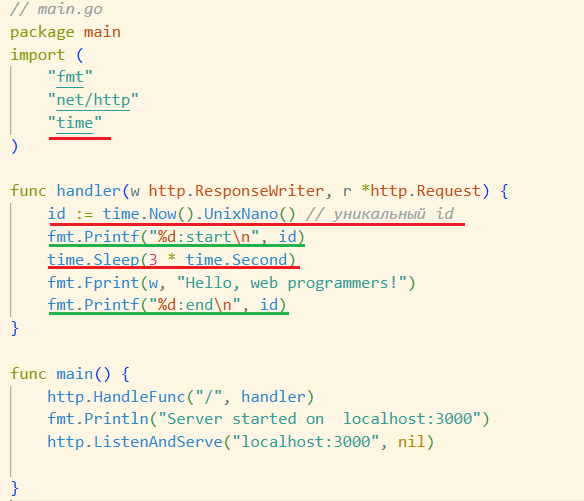 // main.go
package main
import (
    "fmt"
    "net/http"
    "time"
)
func handler(w http.ResponseWriter, r *http.Request) {
    id := time.Now().UnixNano() // уникальный id
    fmt.Printf("%d:start\n", id)
    time.Sleep(3 * time.Second)
    fmt.Fprint(w, "Hello, web programmers!")
    fmt.Printf("%d:end\n", id)
}
func main() {
    http.HandleFunc("/", handler)
    fmt.Println("Server started on  localhost:3000")
    http.ListenAndServe("localhost:3000", nil)
}